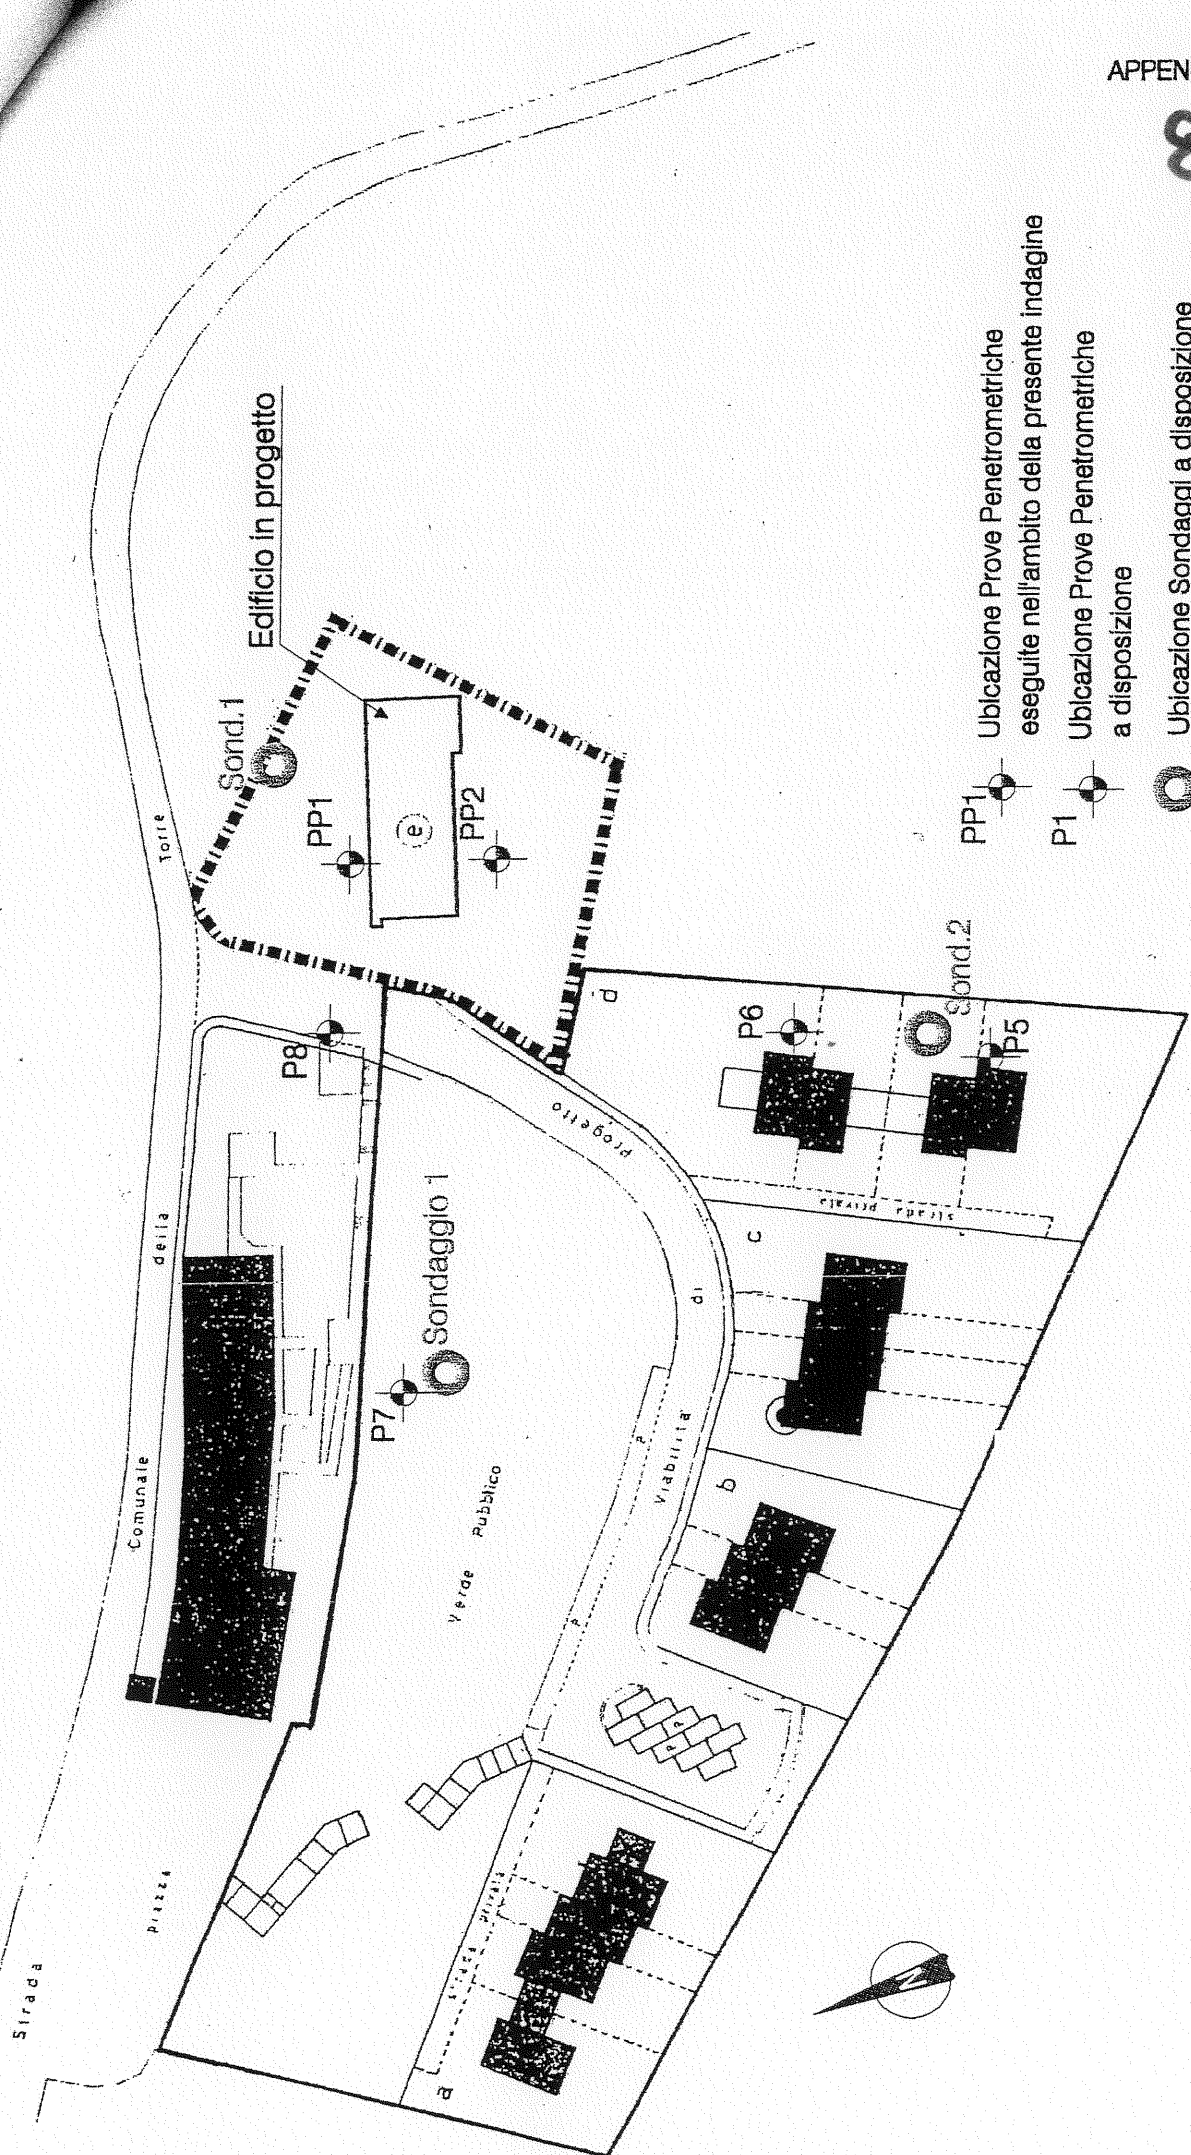 APPEN
Edificio in progetto
Sond.1
PP1
e
PP2
Strada Comunale della Torre
Piazza
P8
d
P6
Sond.2
P5
Sondaggio 1
P7
Verde Pubblico
Viabilità di progetto
strada privata
c
b
P
P
P
P
strada privata
a
N
PP1 Ubicazione Prove Penetrometriche
eseguite nell'ambito della presente indagine
P1 Ubicazione Prove Penetrometriche
a disposizione
Ubicazione Sondaggi a disposizione